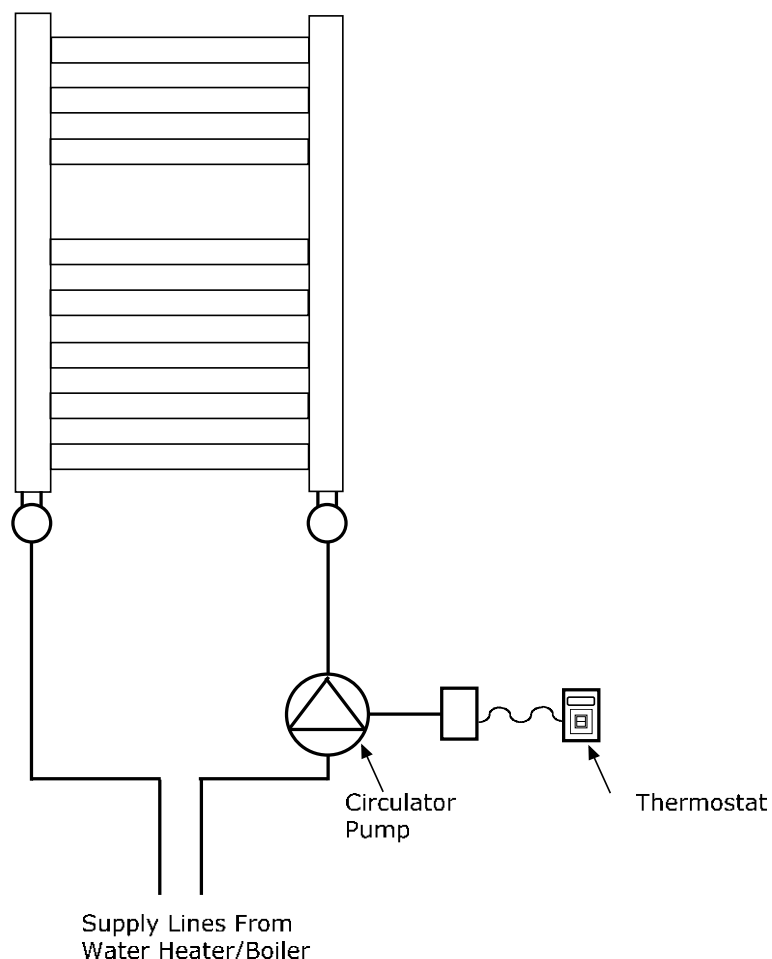 Circulator
Pump
Thermostat
Supply Lines From
Water Heater/Boiler